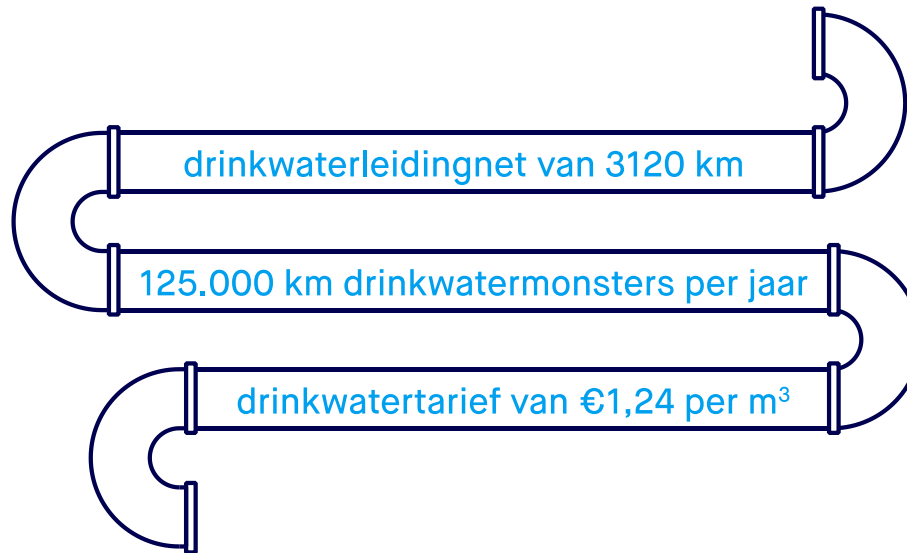 drinkwaterleidingnet van 3120 km
125.000 km drinkwatermonsters per jaar
drinkwatertarief van €1,24 per m³